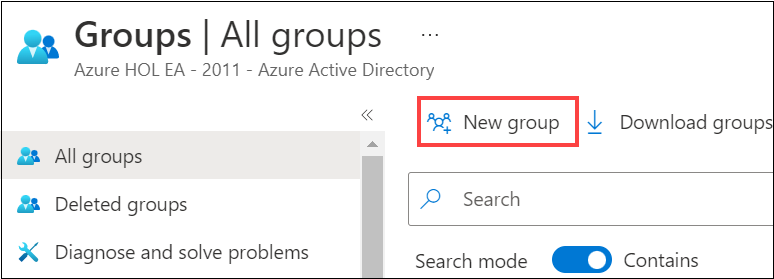 Groups | All groups ...
Azure HOL EA - 2011 - Azure Active Directory
«
All groups
Deleted groups
Diagnose and solve problems
New group
Download groups
Search
Search mode
Contains